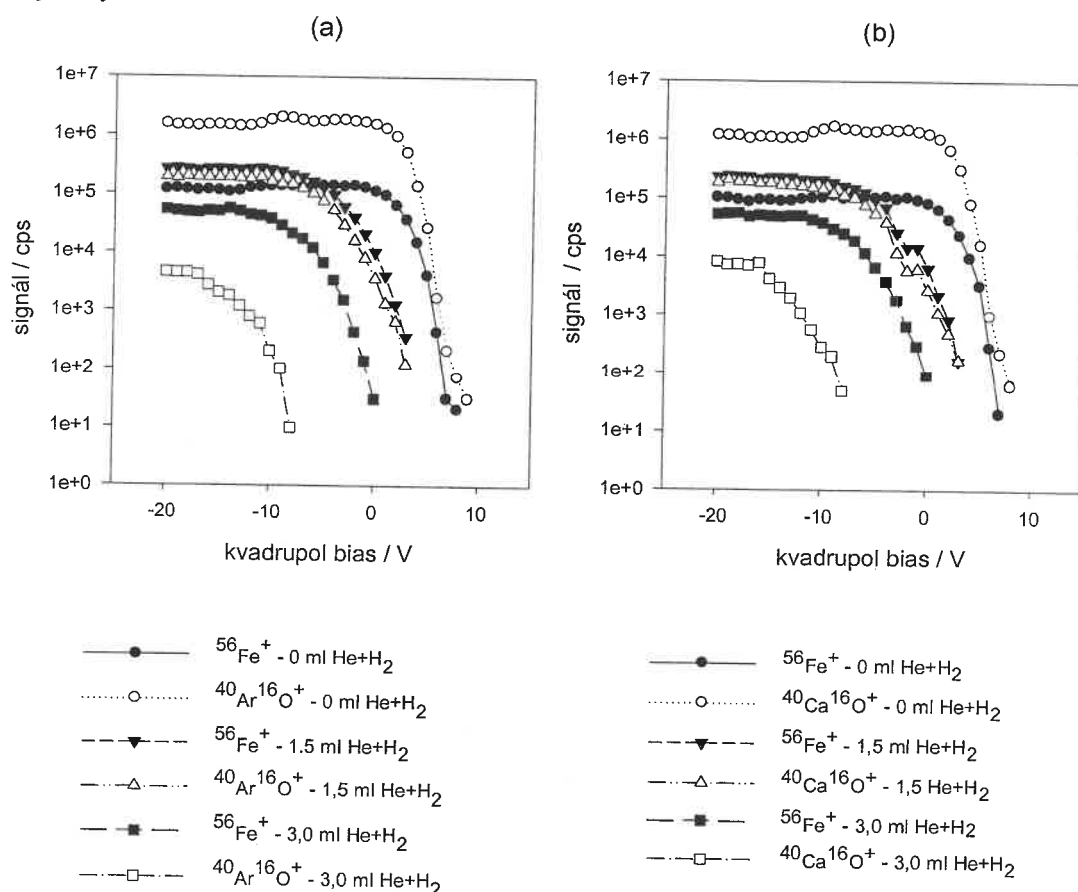 (a)
1e+7
1e+6
1e+5
1e+4
1e+3
1e+2
1e+1
1e+0
signál / cps
-20 -10 0 10
kvadrupol bias / V
(b)
1e+7
1e+6
1e+5
1e+4
1e+3
1e+2
1e+1
1e+0
signál / cps
-20 -10 0 10
kvadrupol bias / V
⁵⁶Fe⁺ - 0 ml He+H₂
⁴⁰Ar¹⁶O⁺ - 0 ml He+H₂
⁵⁶Fe⁺ - 1.5 ml He+H₂
⁴⁰Ar¹⁶O⁺ - 1,5 ml He+H₂
⁵⁶Fe⁺ - 3,0 ml He+H₂
⁴⁰Ar¹⁶O⁺ - 3,0 ml He+H₂
⁵⁶Fe⁺ - 0 ml He+H₂
⁴⁰Ca¹⁶O⁺ - 0 ml He+H₂
⁵⁶Fe⁺ - 1,5 ml He+H₂
⁴⁰Ca¹⁶O⁺ - 1,5 He+H₂
⁵⁶Fe⁺ - 3,0 ml He+H2
⁴⁰Ca¹⁶O⁺ - 3,0 ml He+H₂